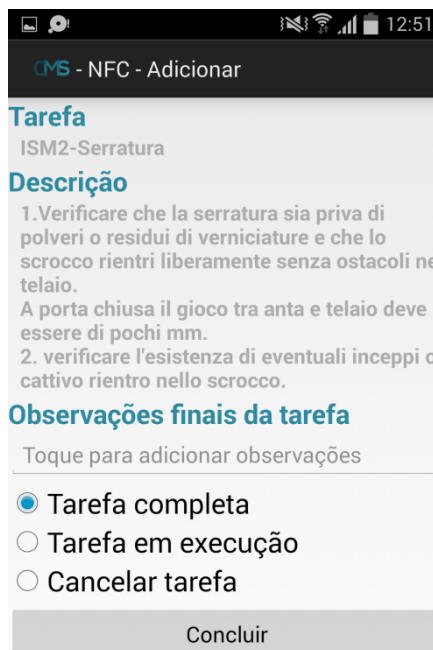 12:51
CMS - NFC - Adicionar
Tarefa
ISM2-Serratura
Descrição
1.Verificare che la serratura sia priva di
polveri o residui di verniciature e che lo
scrocco rientri liberamente senza ostacoli ne
telaio.
A porta chiusa il gioco tra anta e telaio deve
essere di pochi mm.
2. verificare l'esistenza di eventuali inceppi o
cattivo rientro nello scrocco.
Observações finais da tarefa
Toque para adicionar observações
Tarefa completa
Tarefa em execução
Cancelar tarefa
Concluir